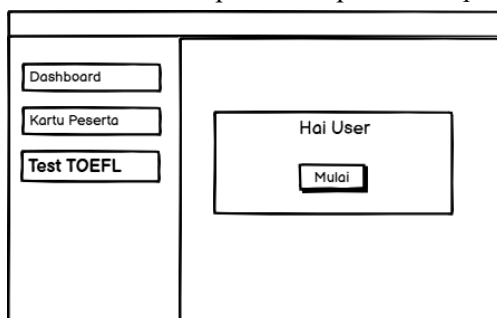 Dashboard
Kartu Peserta
Test TOEFL
Hai User
Mulai